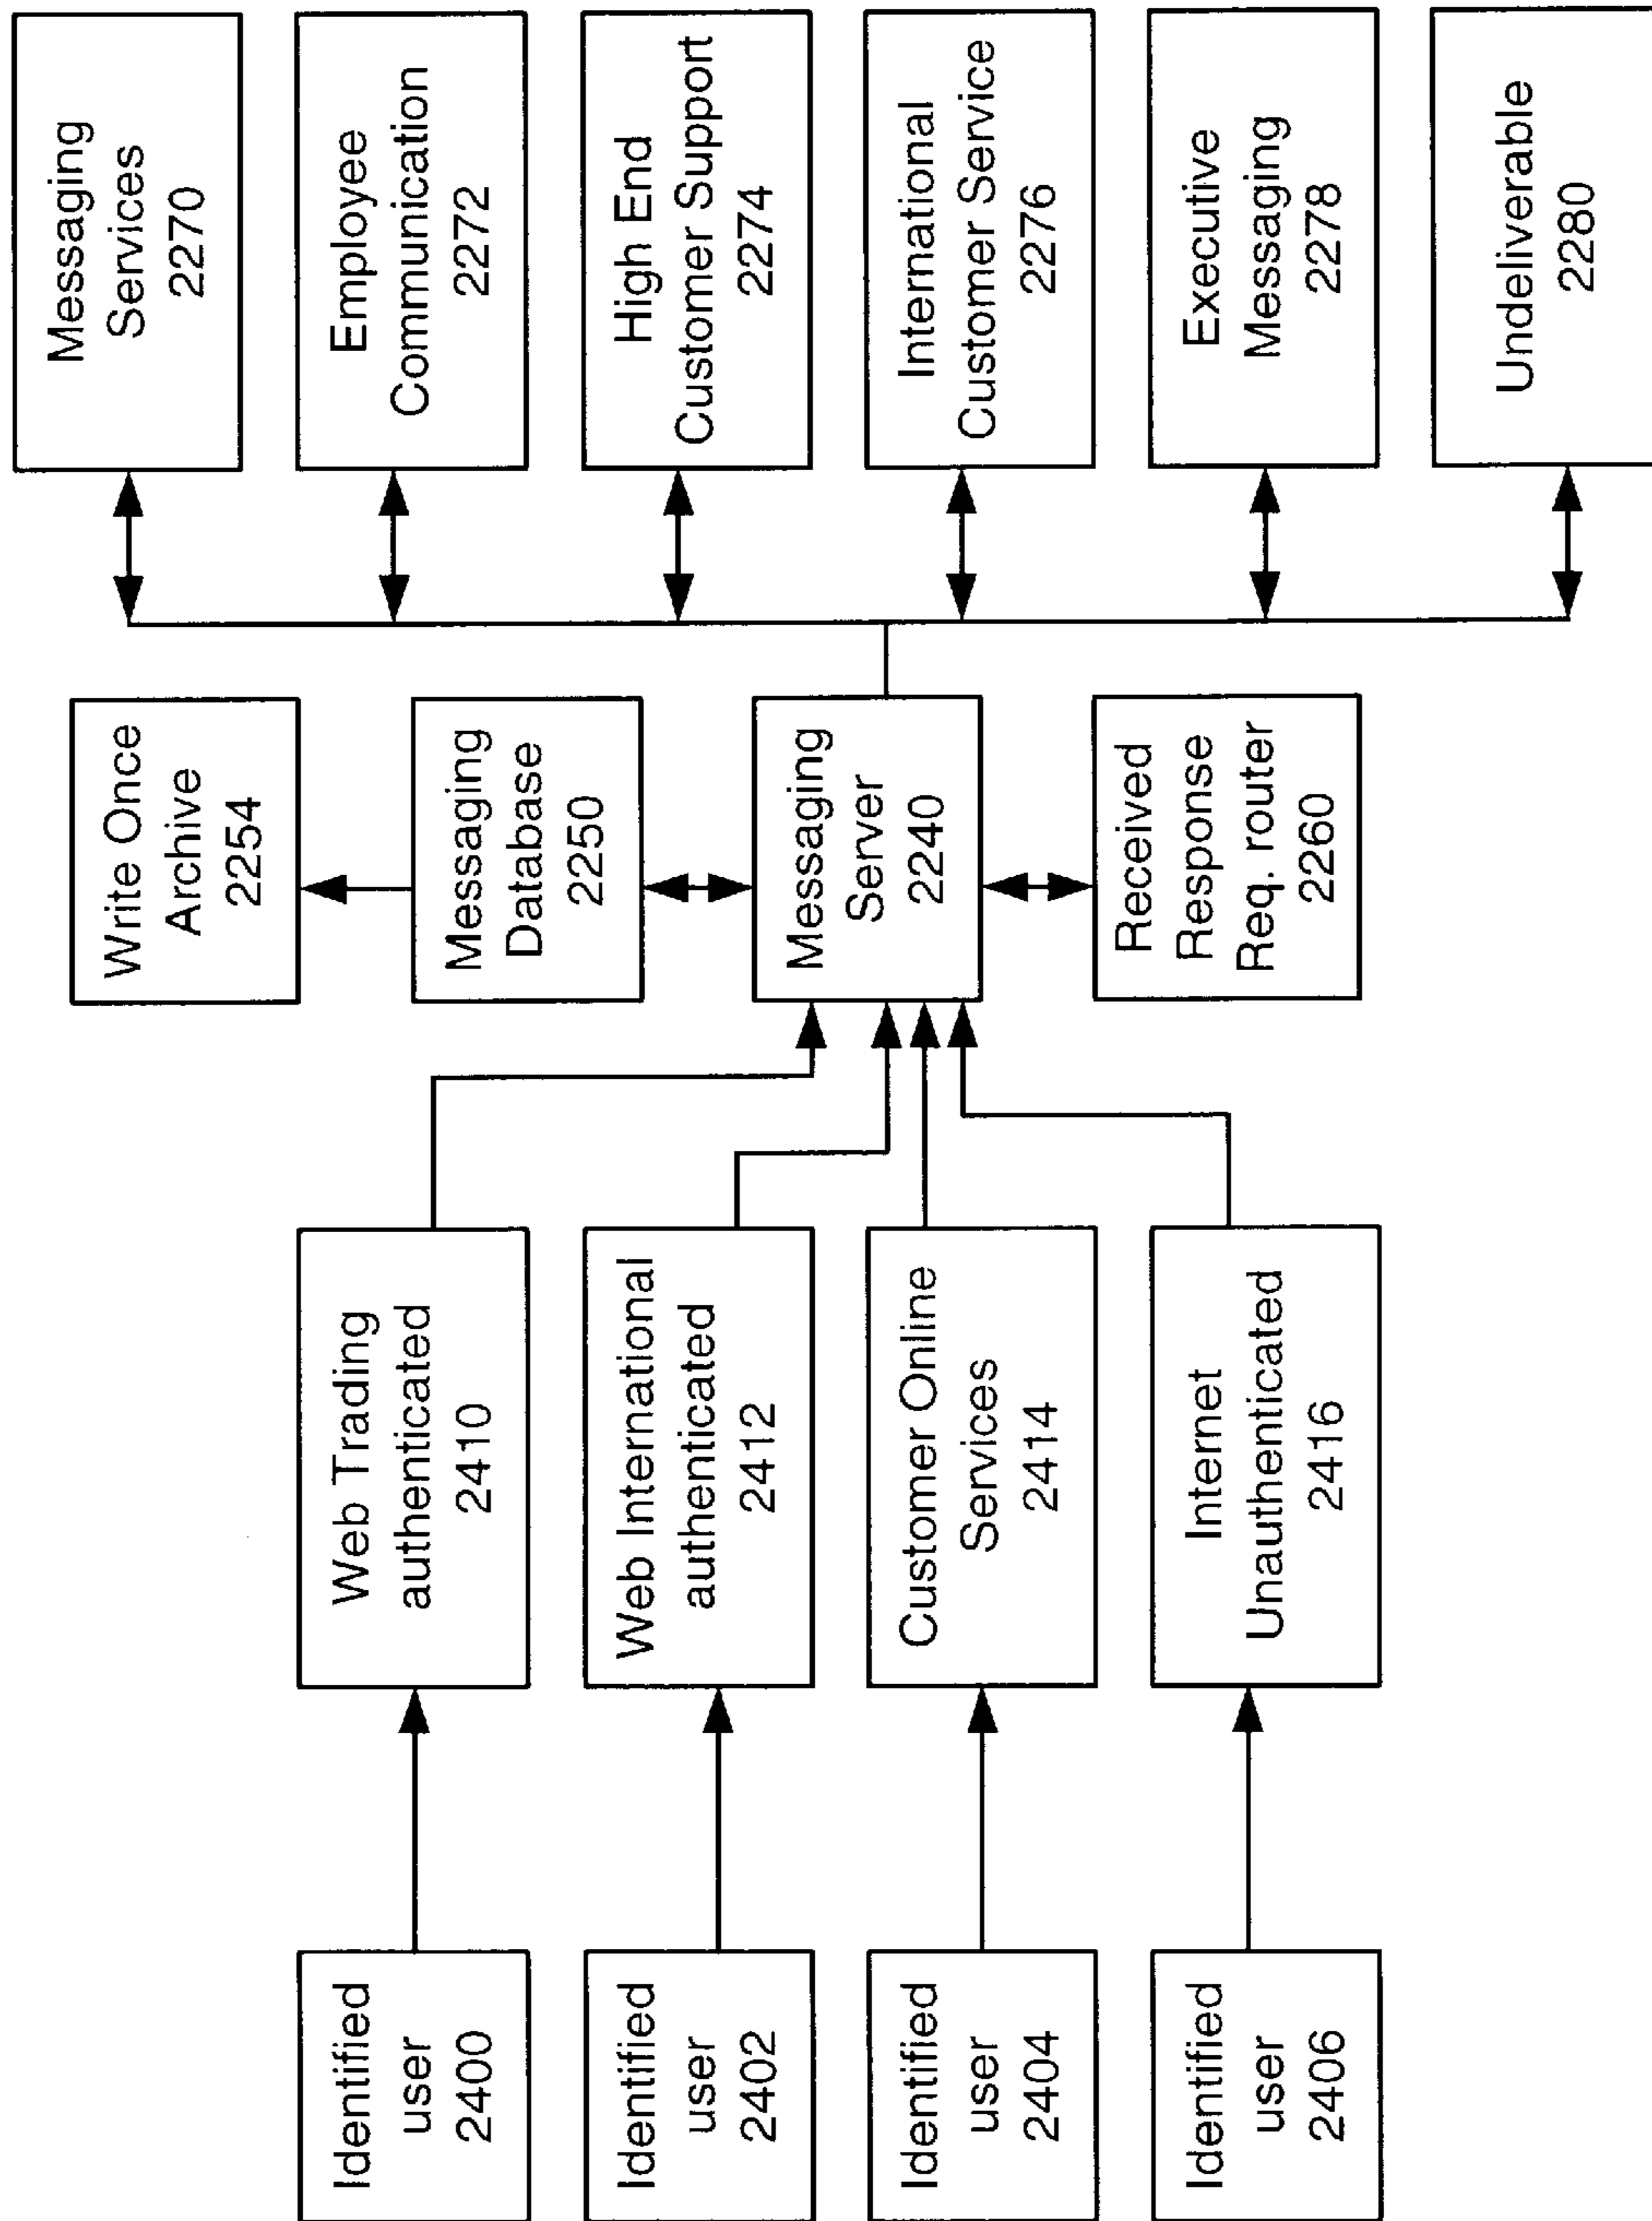 Identified
user
2400
Identified
user
2402
Identified
user
2404
Identified
user
2406
Web Trading
authenticated
2410
Web International
authenticated
2412
Customer Online
Services
2414
Internet
Unauthenticated
2416
Write Once
Archive
2254
Messaging
Database
2250
Messaging
Server
2240
Received
Response
Req. router
2260
Messaging
Services
2270
Employee
Communication
2272
High End
Customer Support
2274
International
Customer Service
2276
Executive
Messaging
2278
Undeliverable
2280